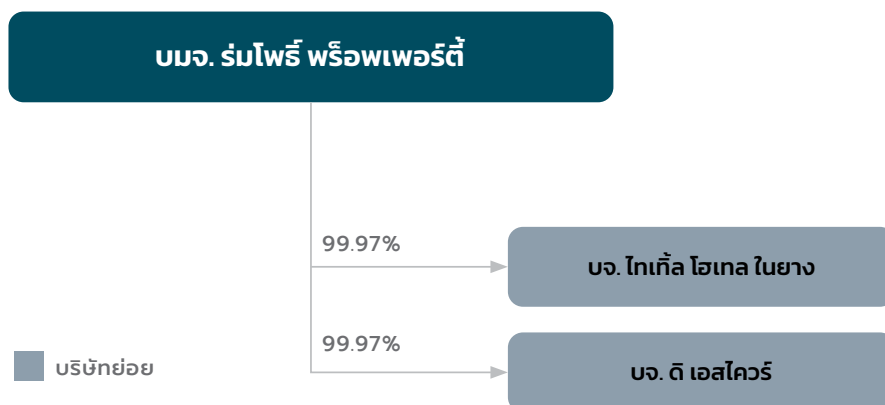 บมจ. ร่มโพธิ์ พร็อพเพอร์ตี้
99.97%
บจ. ไทเทิ้ล โฮเทล ในยาง
99.97%
บจ. ดิ เอสไควร์
บริษัทย่อย